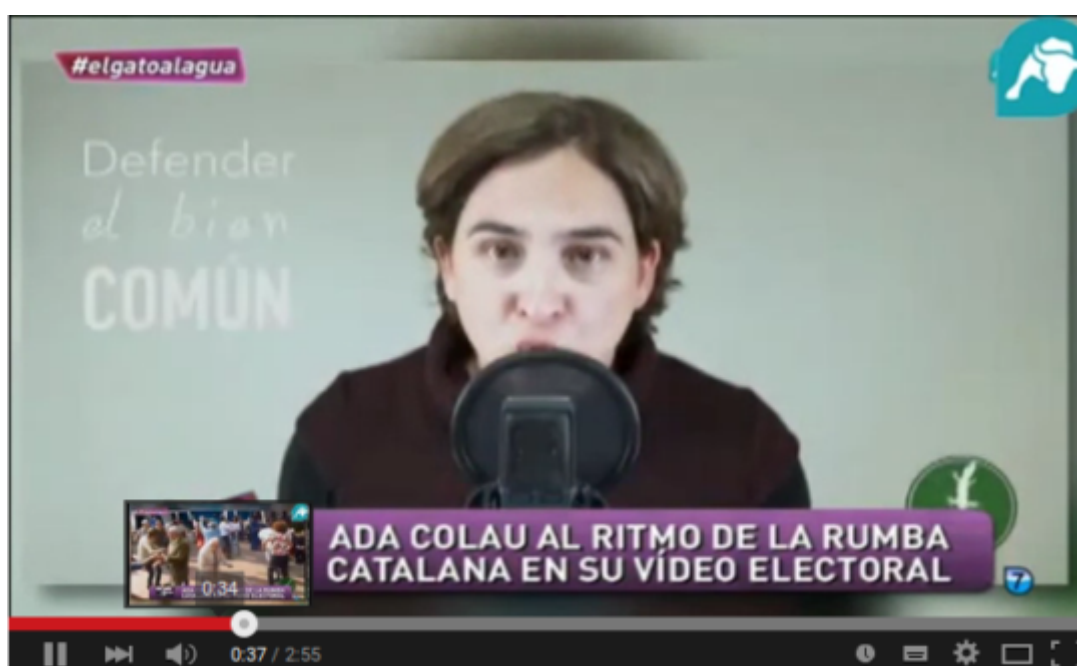 #elgatoalagua
Defender
el bien
COMÚN
ADA COLAU AL RITMO DE LA RUMBA
CATALANA EN SU VÍDEO ELECTORAL
0:34
7
0:37 / 2:55